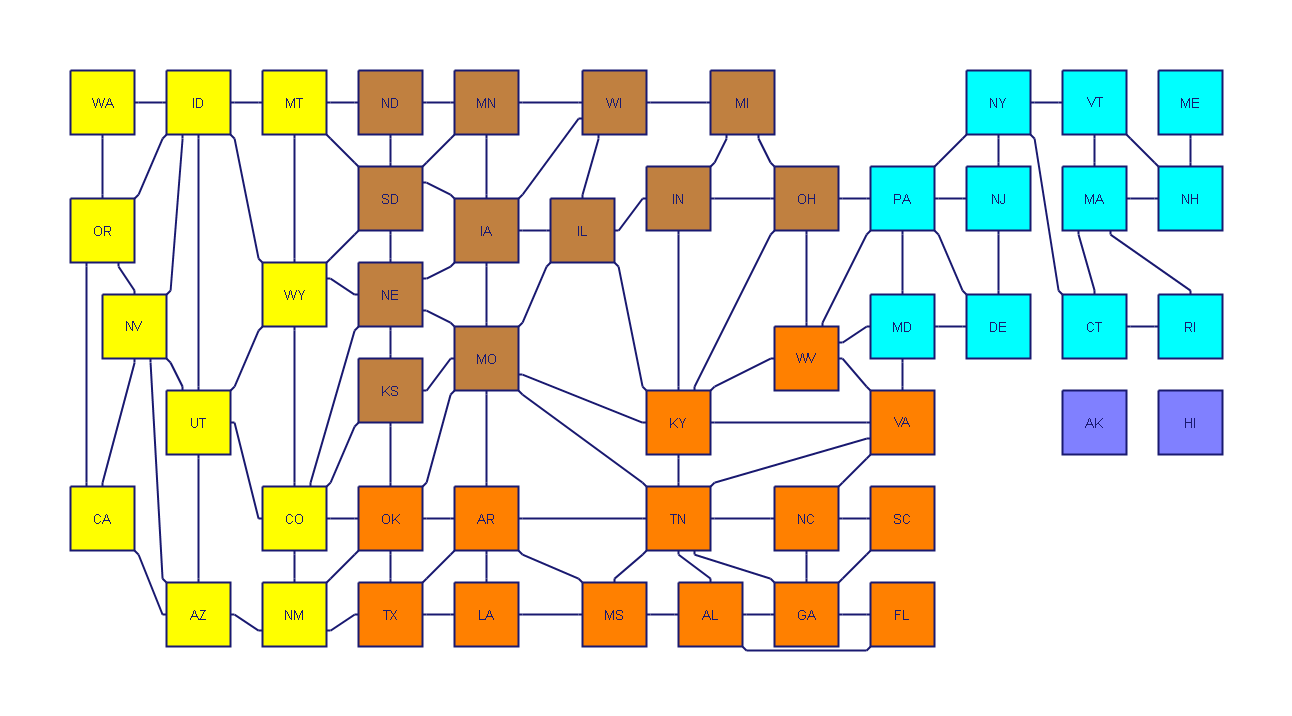 WA ID MT ND MN WI MI NY VT ME
SD IN OH PA NJ MA NH
OR IA IL
WY NE MD DE CT RI
NV MO WV
KS
UT KY VA AK HI
CA CO OK AR TN NC SC
AZ NM TX LA MS AL GA FL